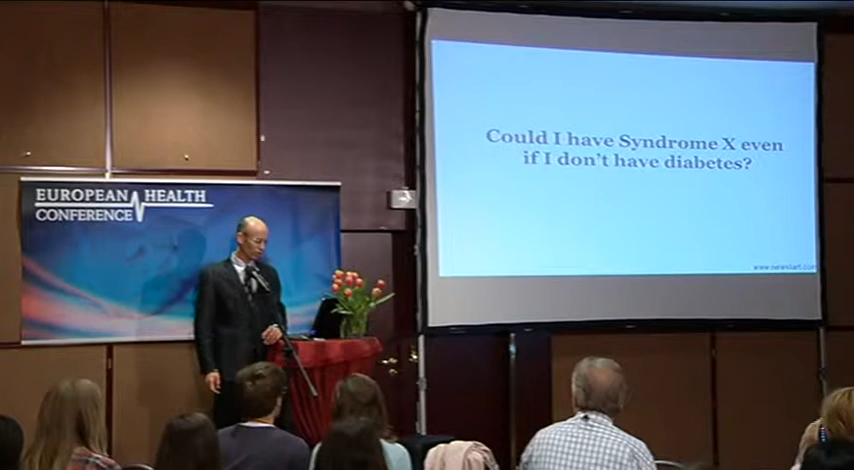 EUROPEAN HEALTH
CONFERENCE
Could I have Syndrome X even
if I don't have diabetes?
www.newstart.com